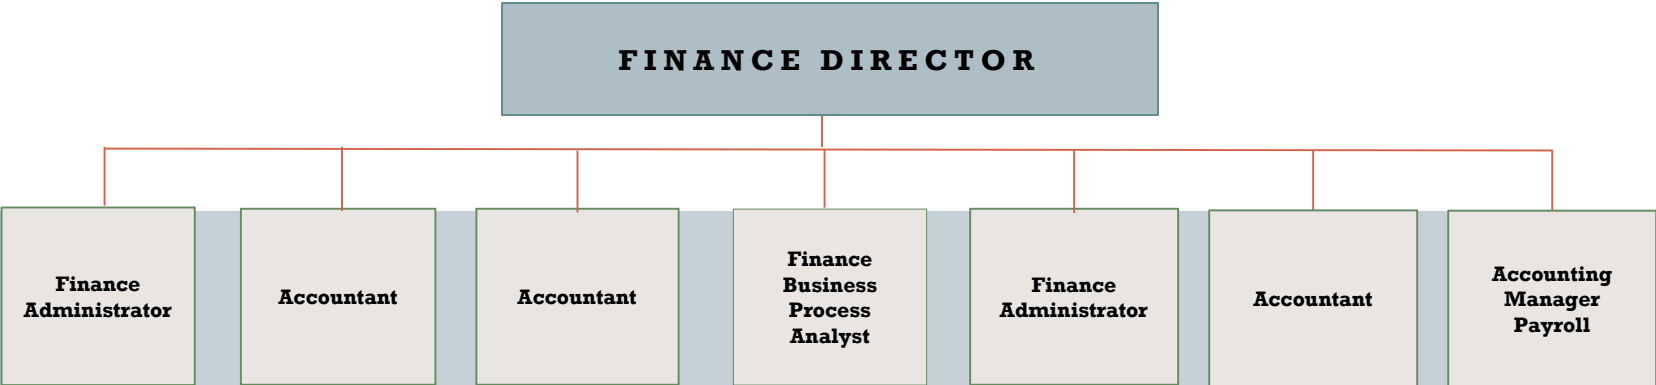 FINANCE DIRECTOR
Finance
Administrator
Accountant
Accountant
Finance
Business
Process
Analyst
Finance
Administrator
Accountant
Accounting
Manager
Payroll